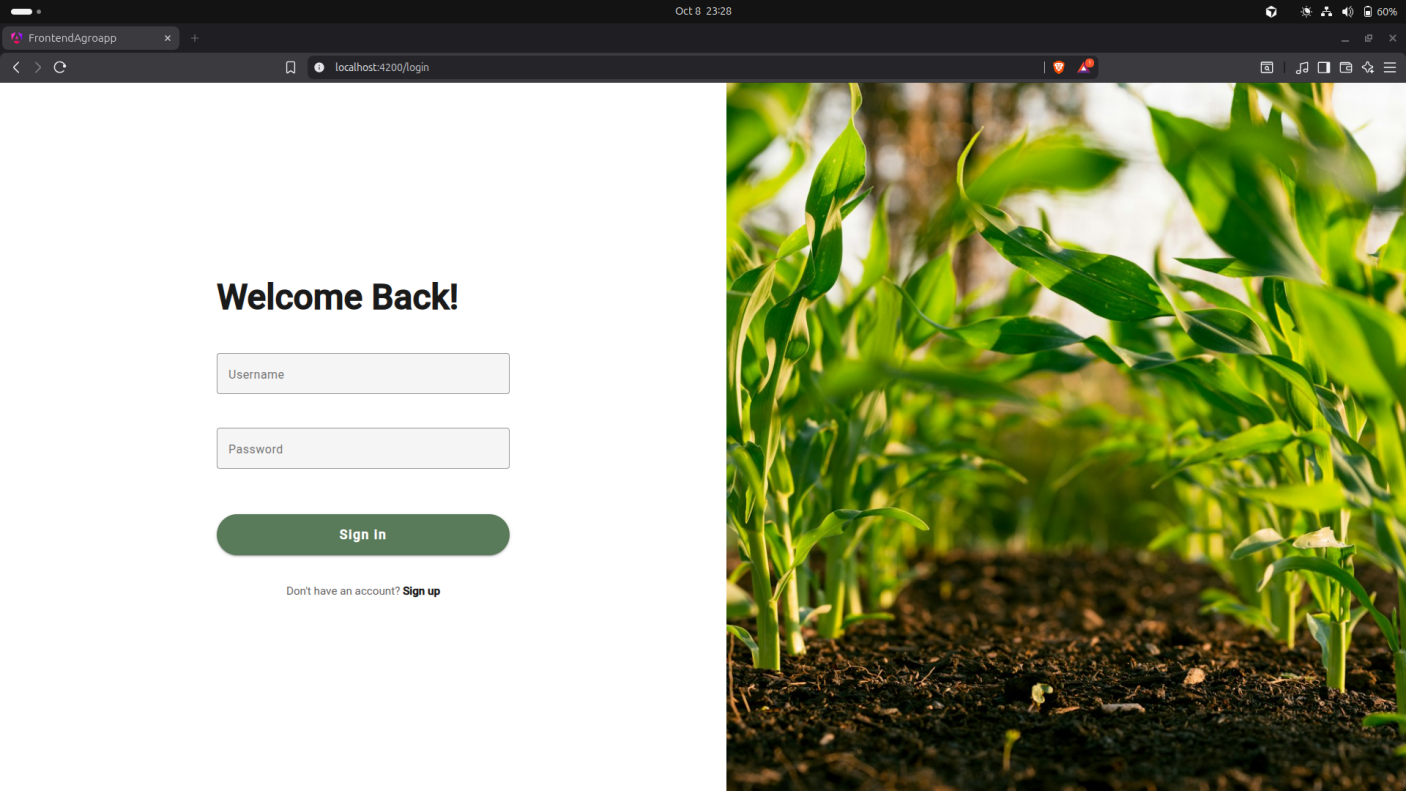 Oct 8 23:28
60%
FrontendAgroapp
localhost:4200/login
Welcome Back!
Username
Password
SIgn In
Don't have an account? Sign up